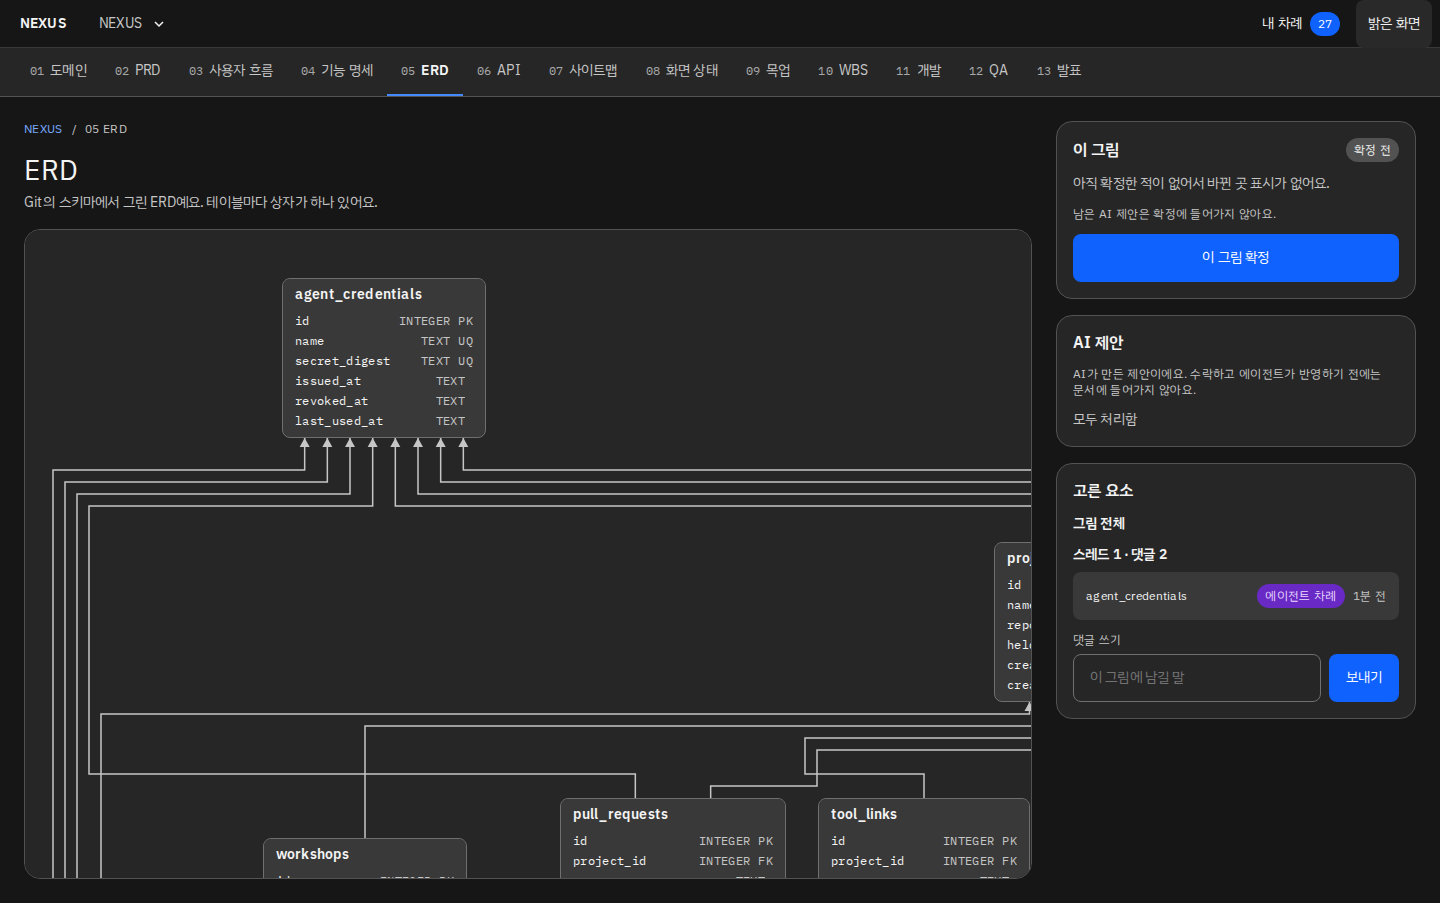 NEXUS NEXUS 내 차례 27 밝은 화면
01 도메인 02 PRD 03 사용자 흐름 04 기능 명세 05 ERD 06 API 07 사이트맵 08 화면 상태 09 목업 10 WBS 11 개발 12 QA 13 발표
NEXUS / 05 ERD
ERD
Git의 스키마에서 그린 ERD예요. 테이블마다 상자가 하나 있어요.
agent_credentials
id INTEGER PK
name TEXT UQ
secret_digest TEXT UQ
issued_at TEXT
revoked_at TEXT
last_used_at TEXT
id
pull_requests
id INTEGER PK
project_id INTEGER FK
tool_links
id INTEGER PK
project_id INTEGER FK
workshops
이 그림 확정 전
아직 확정한 적이 없어서 바뀐 곳 표시가 없어요.
남은 AI 제안은 확정에 들어가지 않아요.
이 그림 확정
AI 제안
AI가 만든 제안이에요. 수락하고 에이전트가 반영하기 전에는
문서에 들어가지 않아요.
모두 처리함
고른 요소
그림 전체
스레드 1 · 댓글 2
agent_credentials 에이전트 차례 1분 전
댓글 쓰기
이 그림에 남길 말 보내기